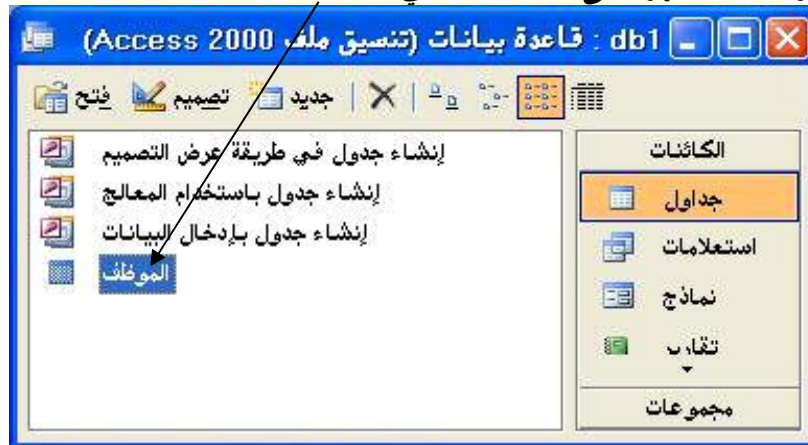 db1 : قاعدة بيانات (تنسيق ملف Access 2000)
فتح تصميم جديد
الكائنات
جداول
استعلامات
نماذج
مجموعات
إنشاء جدول في طريقة عرض التصميم
إنشاء جدول باستخدام المعالج
إنشاء جدول بإدخال البيانات
الموظف